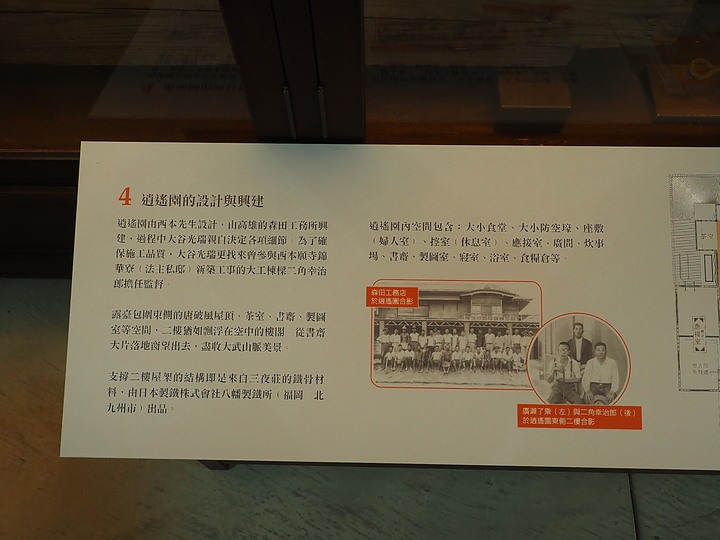 4 逍遙園的設計與興建
逍遙園由西本先生設計，由高雄的森田工務所興
建，過程中大谷光瑞親自決定各項細節，為了確
保施工品質，大谷光瑞更找來曾參與西本願寺錦
華寮（法主私邸）新築工事的大工棟樑二角幸治
郎擔任監督。
露臺包圍東側的唐破風屋頂、茶室、書齋、製圖
室等空間，二樓猶如飄浮在空中的樓閣，從書齋
大片落地窗望出去，盡收大武山脈美景。
支撐二樓屋架的結構即是來自三夜莊的鐵骨材
料，由日本製鐵株式會社八幡製鐵所（福岡 北
九州市）出品。
逍遙園內空間包含：大小食堂、大小防空壕、座敷
（婦人室）、控室（休息室）、應接室、廣間、炊事
場、書齋、製圖室、寢室、浴室、食糧倉等。
森田工務店
於逍遙園合影
廣瀨了乘（左）與二角幸治郎（後）
於逍遙園東側二樓合影
茶室